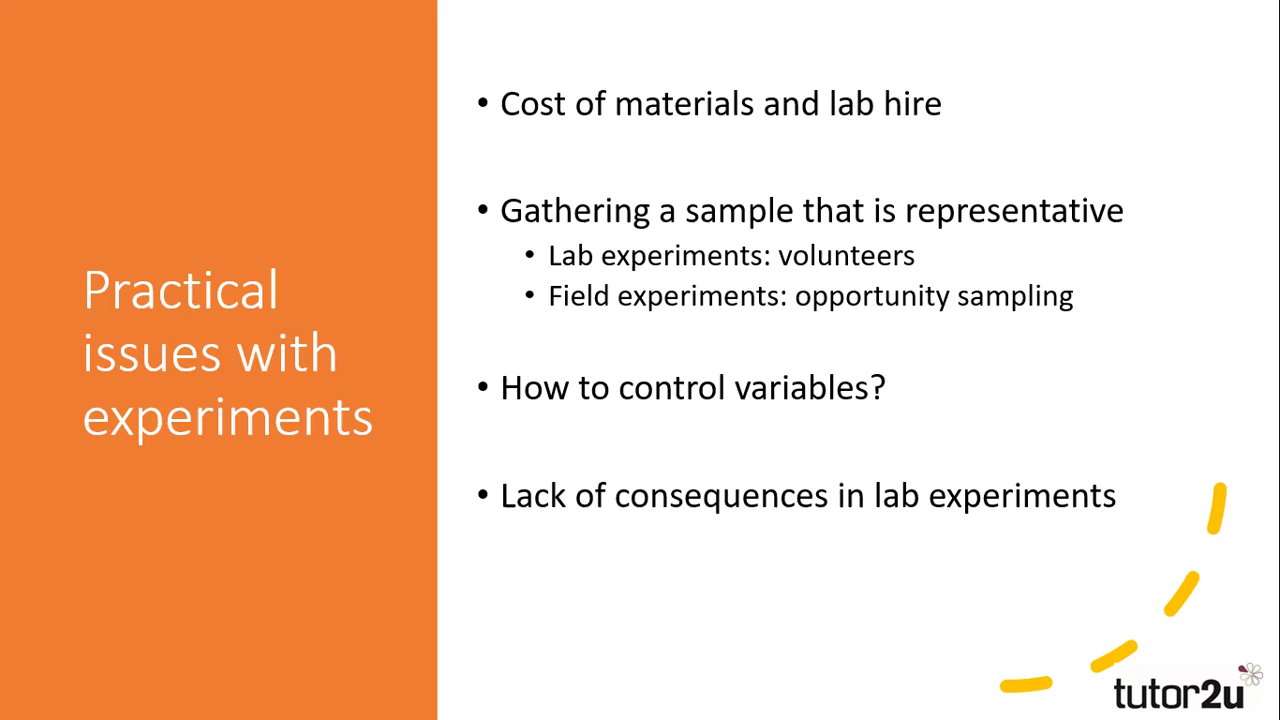 Practical
issues with
experiments
• Cost of materials and lab hire
• Gathering a sample that is representative
• Lab experiments: volunteers
• Field experiments: opportunity sampling
• How to control variables?
• Lack of consequences in lab experiments
tutor2u